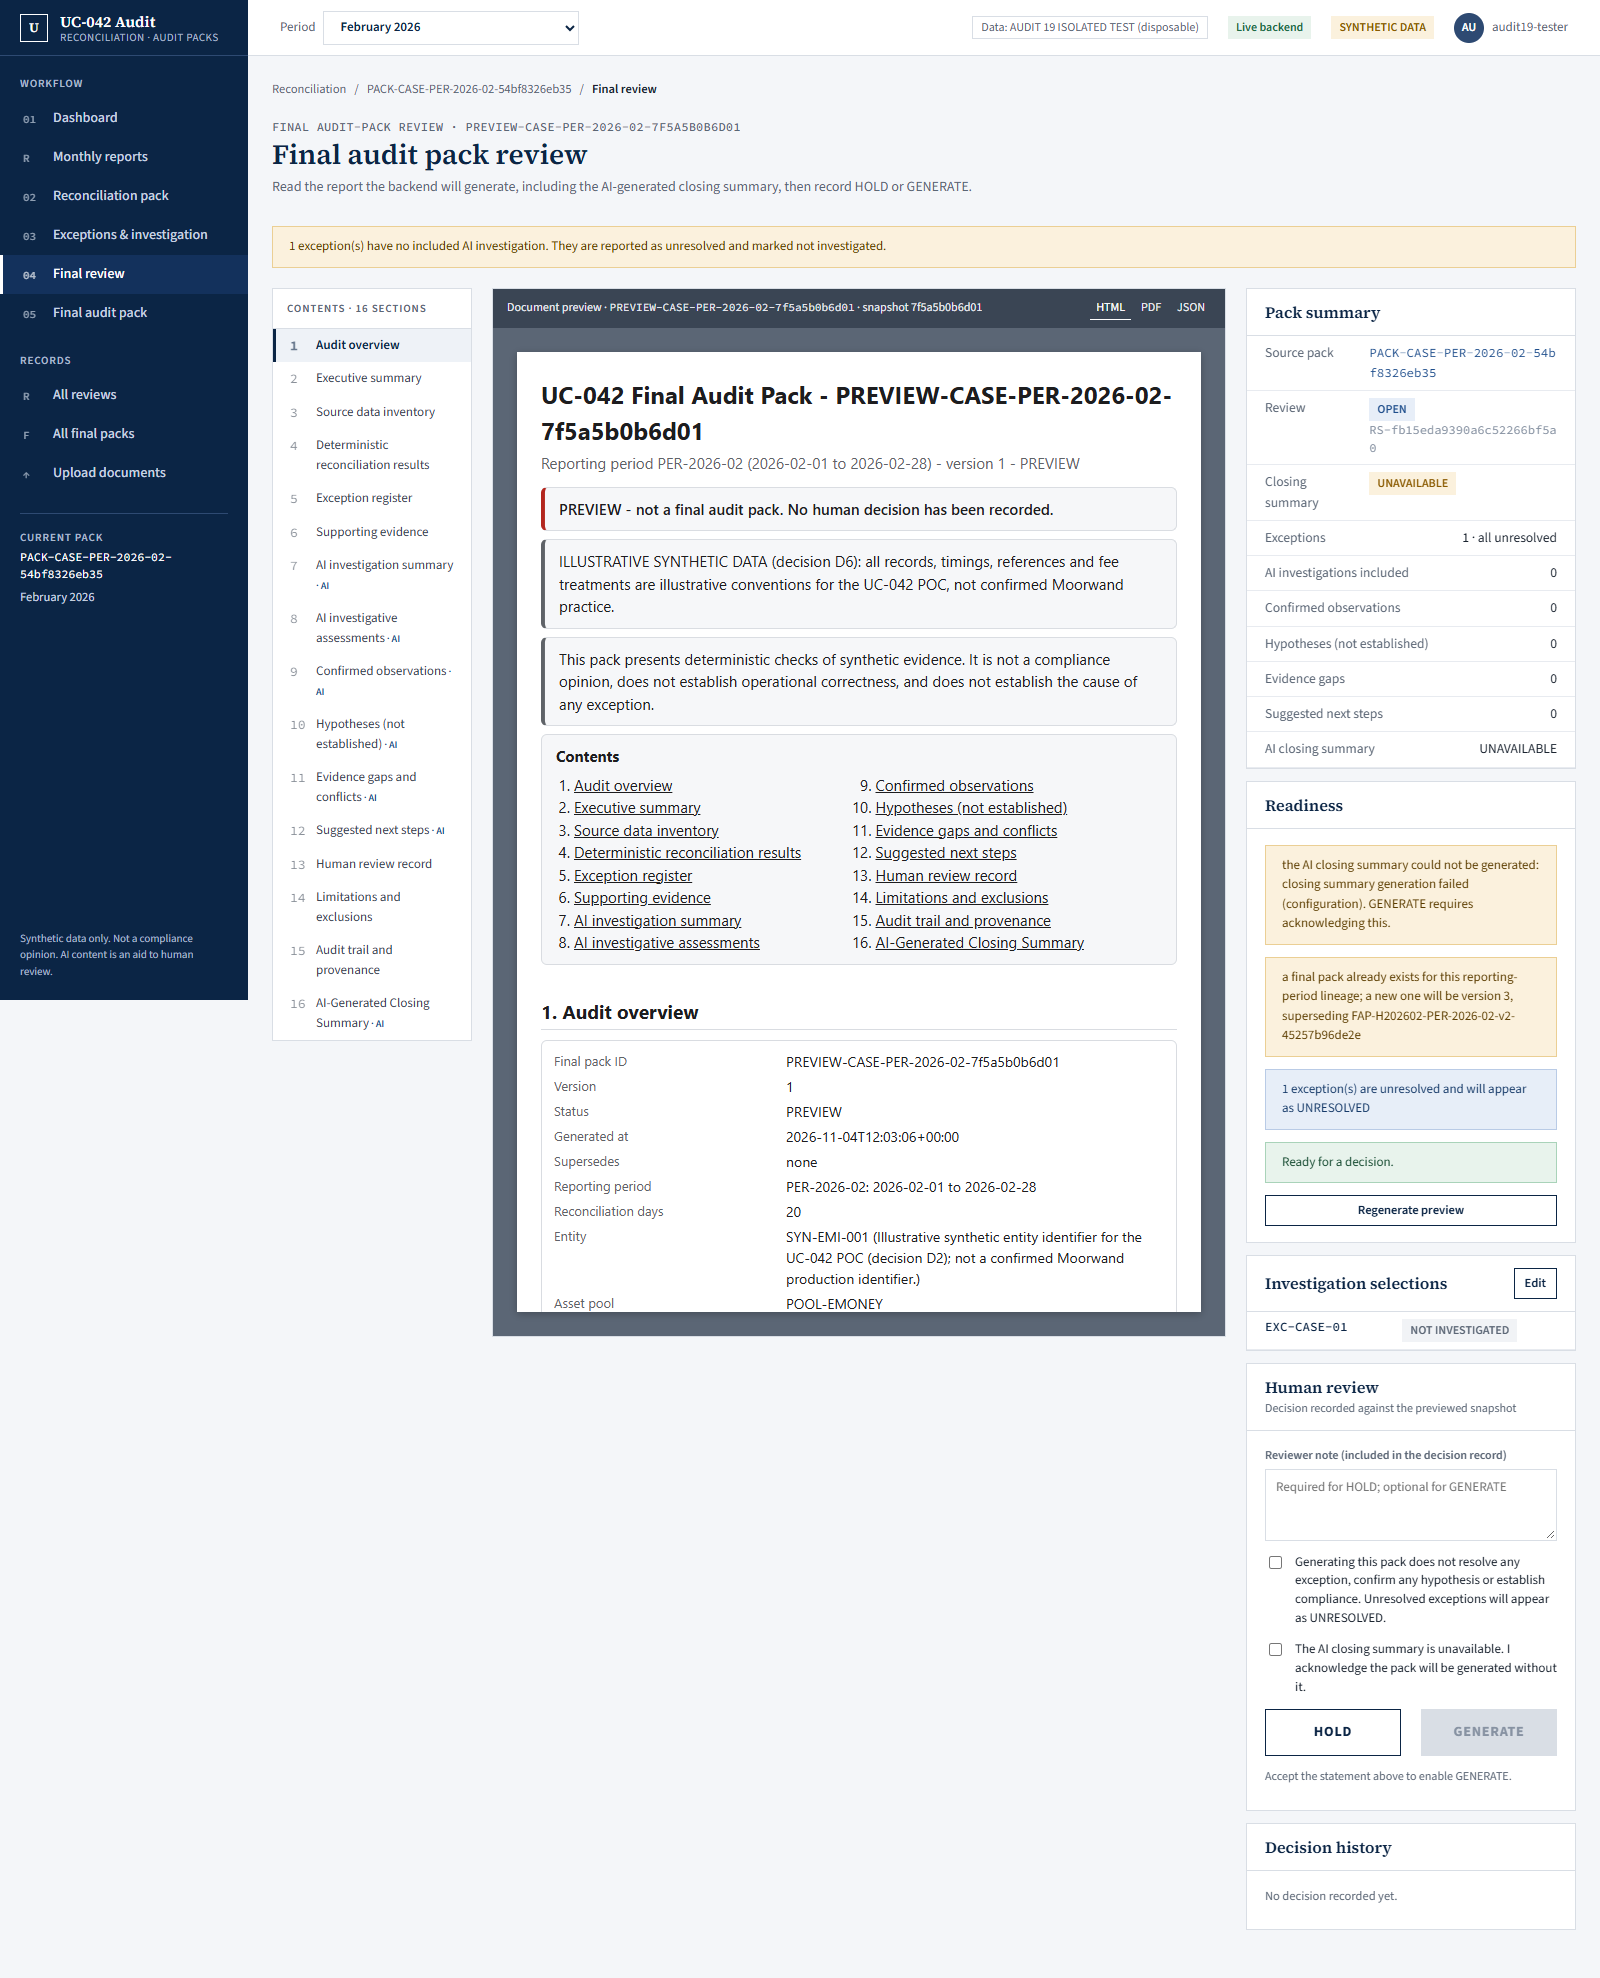 U
UC-042 Audit
RECONCILIATION · AUDIT PACKS
WORKFLOW
01 Dashboard
R Monthly reports
02 Reconciliation pack
03 Exceptions & investigation
04 Final review
05 Final audit pack
RECORDS
R All reviews
F All final packs
↑ Upload documents
CURRENT PACK
PACK-CASE-PER-2026-02-
54bf8326eb35
February 2026
Synthetic data only. Not a compliance
opinion. AI content is an aid to human
review.
Period February 2026
Data: AUDIT 19 ISOLATED TEST (disposable)
Live backend
SYNTHETIC DATA
AU audit19-tester
Reconciliation / PACK-CASE-PER-2026-02-54bf8326eb35 / Final review
FINAL AUDIT-PACK REVIEW · PREVIEW-CASE-PER-2026-02-7F5A5B0B6D01
Final audit pack review
Read the report the backend will generate, including the AI-generated closing summary, then record HOLD or GENERATE.
1 exception(s) have no included AI investigation. They are reported as unresolved and marked not investigated.
CONTENTS · 16 SECTIONS
1 Audit overview
2 Executive summary
3 Source data inventory
4 Deterministic
reconciliation results
5 Exception register
6 Supporting evidence
7 AI investigation summary
· AI
8 AI investigative
assessments · AI
9 Confirmed observations ·
AI
10 Hypotheses (not
established) · AI
11 Evidence gaps and
conflicts · AI
12 Suggested next steps · AI
13 Human review record
14 Limitations and
exclusions
15 Audit trail and
provenance
16 AI-Generated Closing
Summary · AI
Document preview · PREVIEW-CASE-PER-2026-02-7f5a5b0b6d01 · snapshot 7f5a5b0b6d01
HTML PDF JSON
UC-042 Final Audit Pack - PREVIEW-CASE-PER-2026-02-
7f5a5b0b6d01
Reporting period PER-2026-02 (2026-02-01 to 2026-02-28) - version 1 - PREVIEW
PREVIEW - not a final audit pack. No human decision has been recorded.
ILLUSTRATIVE SYNTHETIC DATA (decision D6): all records, timings, references and fee
treatments are illustrative conventions for the UC-042 POC, not confirmed Moorwand
practice.
This pack presents deterministic checks of synthetic evidence. It is not a compliance
opinion, does not establish operational correctness, and does not establish the cause of
any exception.
Contents
1. Audit overview
2. Executive summary
3. Source data inventory
4. Deterministic reconciliation results
5. Exception register
6. Supporting evidence
7. AI investigation summary
8. AI investigative assessments
9. Confirmed observations
10. Hypotheses (not established)
11. Evidence gaps and conflicts
12. Suggested next steps
13. Human review record
14. Limitations and exclusions
15. Audit trail and provenance
16. AI-Generated Closing Summary
1. Audit overview
Final pack ID PREVIEW-CASE-PER-2026-02-7f5a5b0b6d01
Version 1
Status PREVIEW
Generated at 2026-11-04T12:03:06+00:00
Supersedes none
Reporting period PER-2026-02: 2026-02-01 to 2026-02-28
Reconciliation days 20
Entity SYN-EMI-001 (Illustrative synthetic entity identifier for the
UC-042 POC (decision D2); not a confirmed Moorwand
production identifier.)
Asset pool POOL-EMONEY
Pack summary
Source pack PACK-CASE-PER-2026-02-54b
f8326eb35
Review OPEN
RS-fb15eda9390a6c52266bf5a
0
Closing
summary
UNAVAILABLE
Exceptions 1 · all unresolved
AI investigations included 0
Confirmed observations 0
Hypotheses (not established) 0
Evidence gaps 0
Suggested next steps 0
AI closing summary UNAVAILABLE
Readiness
the AI closing summary could not be generated:
closing summary generation failed
(configuration). GENERATE requires
acknowledging this.
a final pack already exists for this reporting-
period lineage; a new one will be version 3,
superseding FAP-H202602-PER-2026-02-v2-
45257b96de2e
1 exception(s) are unresolved and will appear
as UNRESOLVED
Ready for a decision.
Regenerate preview
Investigation selections Edit
EXC-CASE-01 NOT INVESTIGATED
Human review
Decision recorded against the previewed snapshot
Reviewer note (included in the decision record)
Required for HOLD; optional for GENERATE
Generating this pack does not resolve any
exception, confirm any hypothesis or establish
compliance. Unresolved exceptions will appear
as UNRESOLVED.
The AI closing summary is unavailable. I
acknowledge the pack will be generated without
it.
HOLD GENERATE
Accept the statement above to enable GENERATE.
Decision history
No decision recorded yet.